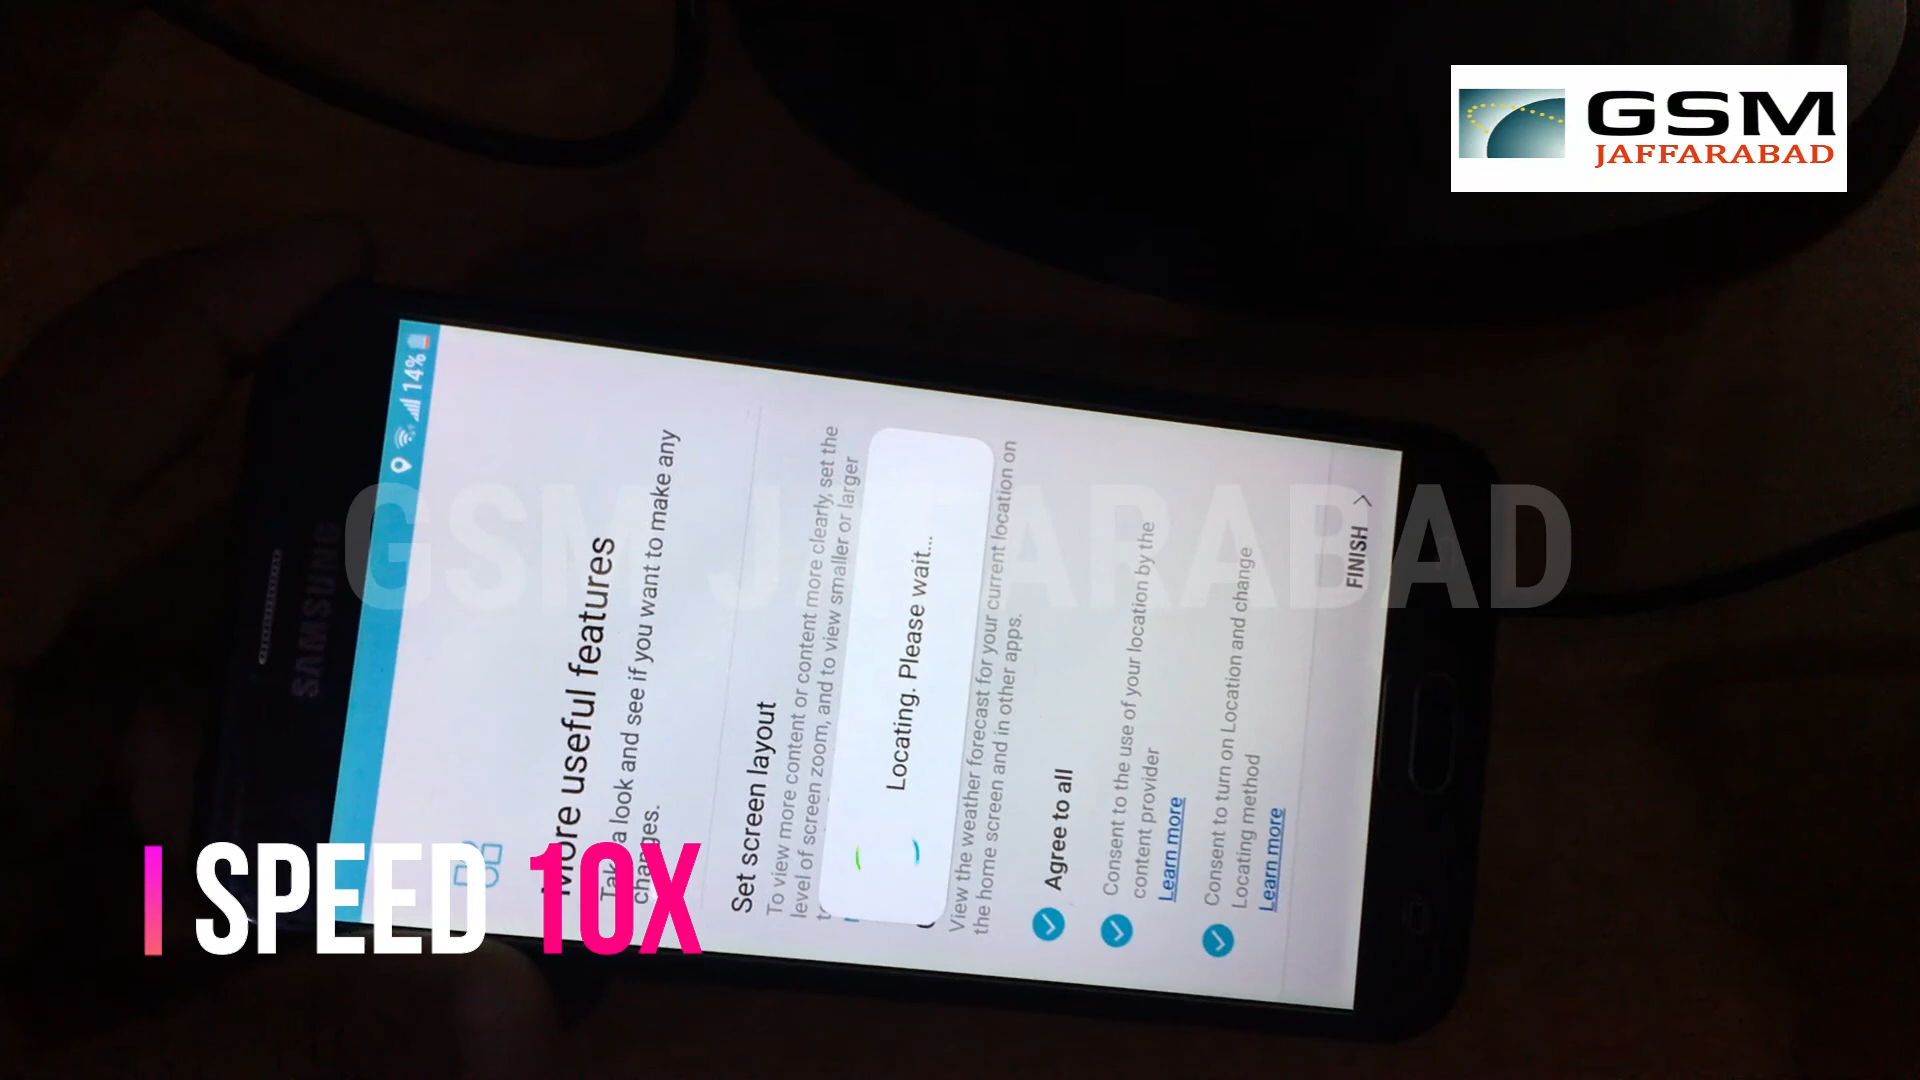 GSM
JAFFARABAD
GSM JAFFARABAD
SAMSUNG
14%
More useful features
Take a look and see if you want to make any
changes.
Set screen layout
To view more content or content more clearly, set the
level of screen zoom, and to view smaller or larger
Locating. Please wait...
View the weather forecast for your current location on
the home screen and in other apps.
Agree to all
Consent to the use of your location by the
content provider
Learn more
Consent to turn on Location and change
Locating method
Learn more
FINISH >
SPEED 10X